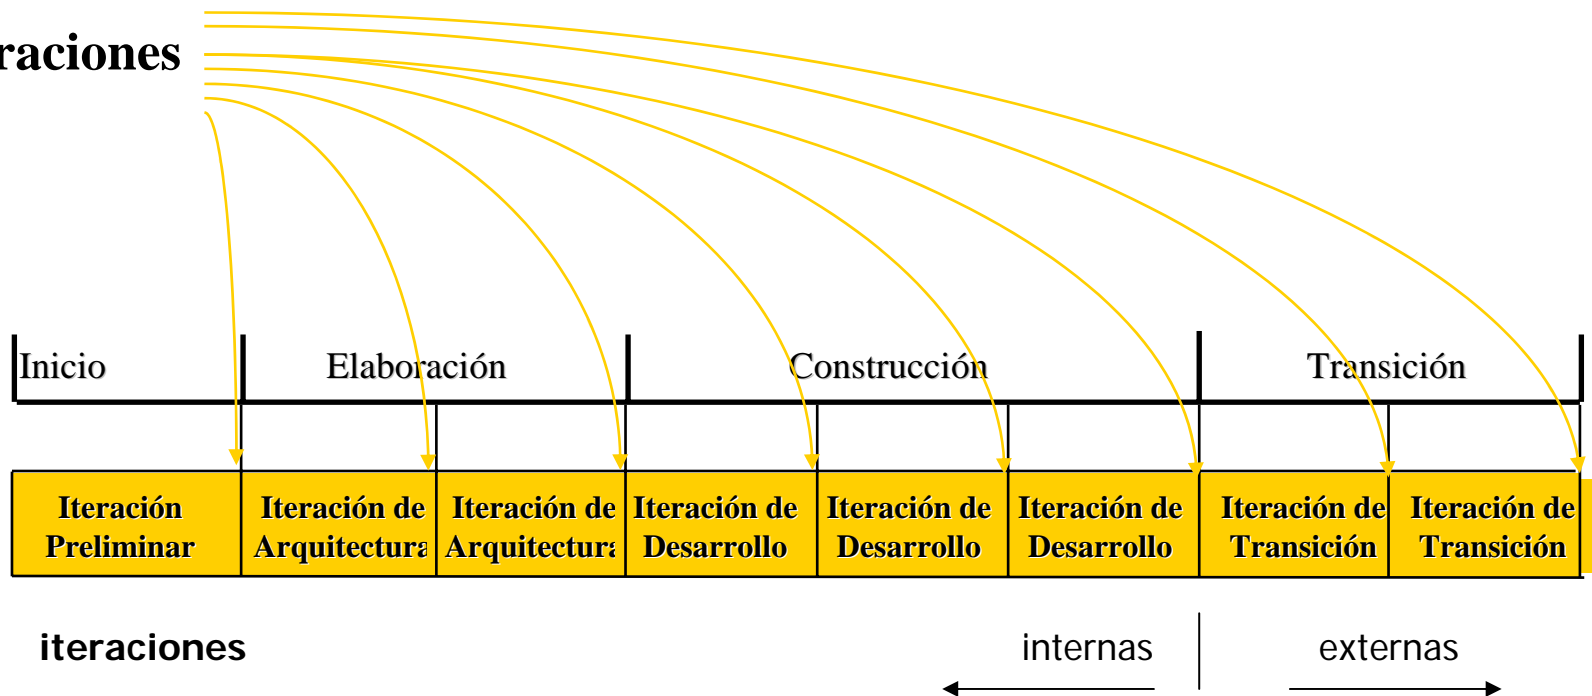 raciones
Inicio Elaboración Construcción Transición
Iteración Iteración de Iteración de Iteración de Iteración de Iteración de Iteración de Iteración de
Preliminar Arquitectura Arquitectura Desarrollo Desarrollo Desarrollo Transición Transición
iteraciones internas externas